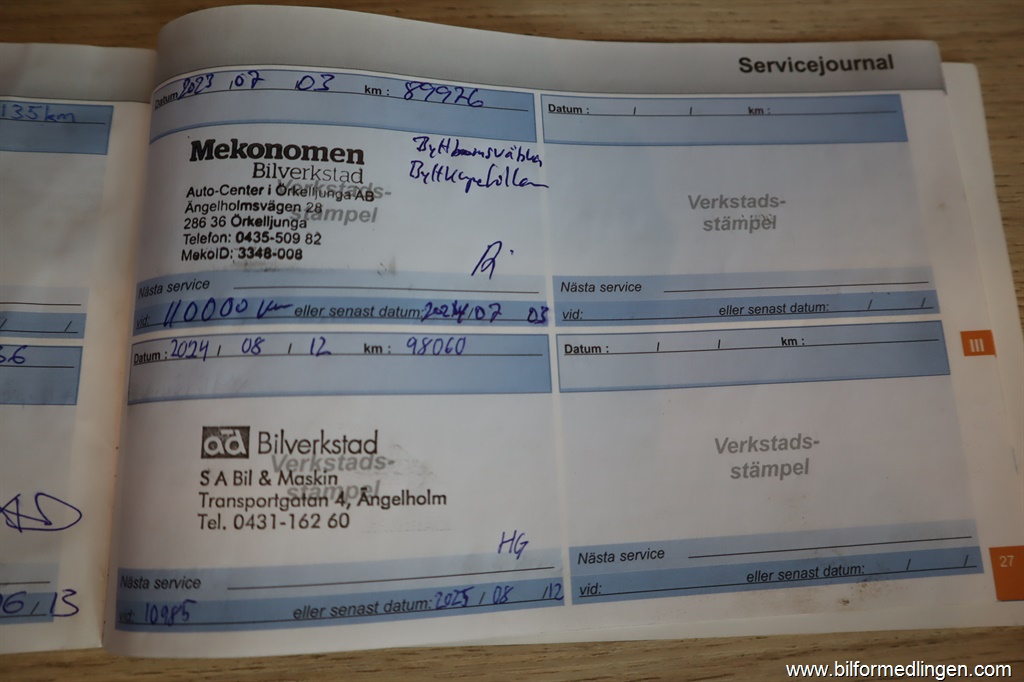 Servicejournal
135 km
Datum 2023 , 07 03 km : 89976
Mekonomen
Bilverkstad
Verkstads-
stämpel
Auto-Center i Örkelljunga AB
Ängelholmsvägen 28
286 36 Örkelljunga
Telefon: 0435-509 82
MekoID: 3348-008
Bytt bromsvätska
Bytt kupefilter
Nästa service
vid: 110000 km eller senast datum: 2024/07 03
Datum : / / km :
Verkstads-
stämpel
Nästa service
vid: eller senast datum: / /
Datum : 2024 / 08 / 12 km : 98060
ad Bilverkstad
Verkstads-
stämpel
S A Bil & Maskin
Transportgatan 4, Ängelholm
Tel. 0431-162 60
HG
Nästa service
vid: 10985 eller senast datum: 2025 / 08 /12
Datum : / / km :
Verkstads-
stämpel
Nästa service
vid: eller senast datum: / /
III
27
www.bilformedlingen.com